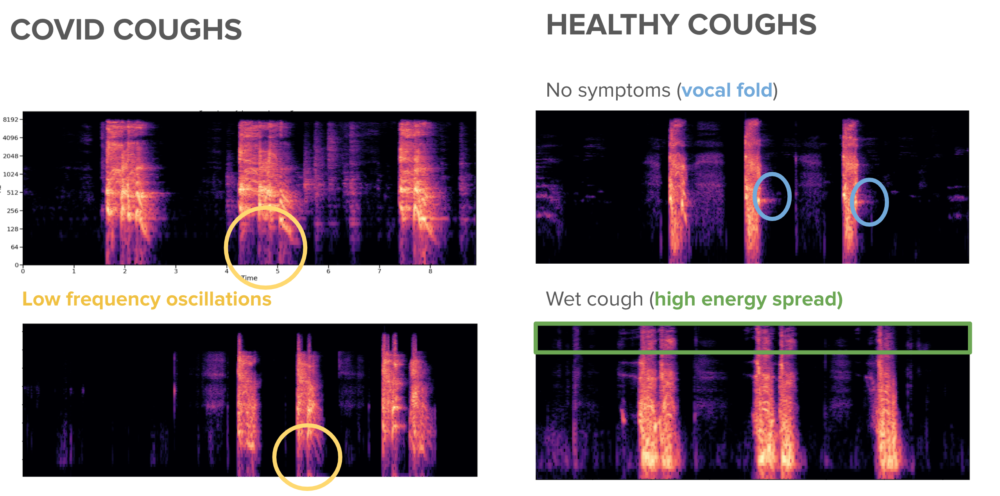 COVID COUGHS
HEALTHY COUGHS
No symptoms (vocal fold)
8192
4096
2048
1024
512
256
128
64
0
0 1 2 3 4 5 6 7 8
Time
Low frequency oscillations
Wet cough (high energy spread)